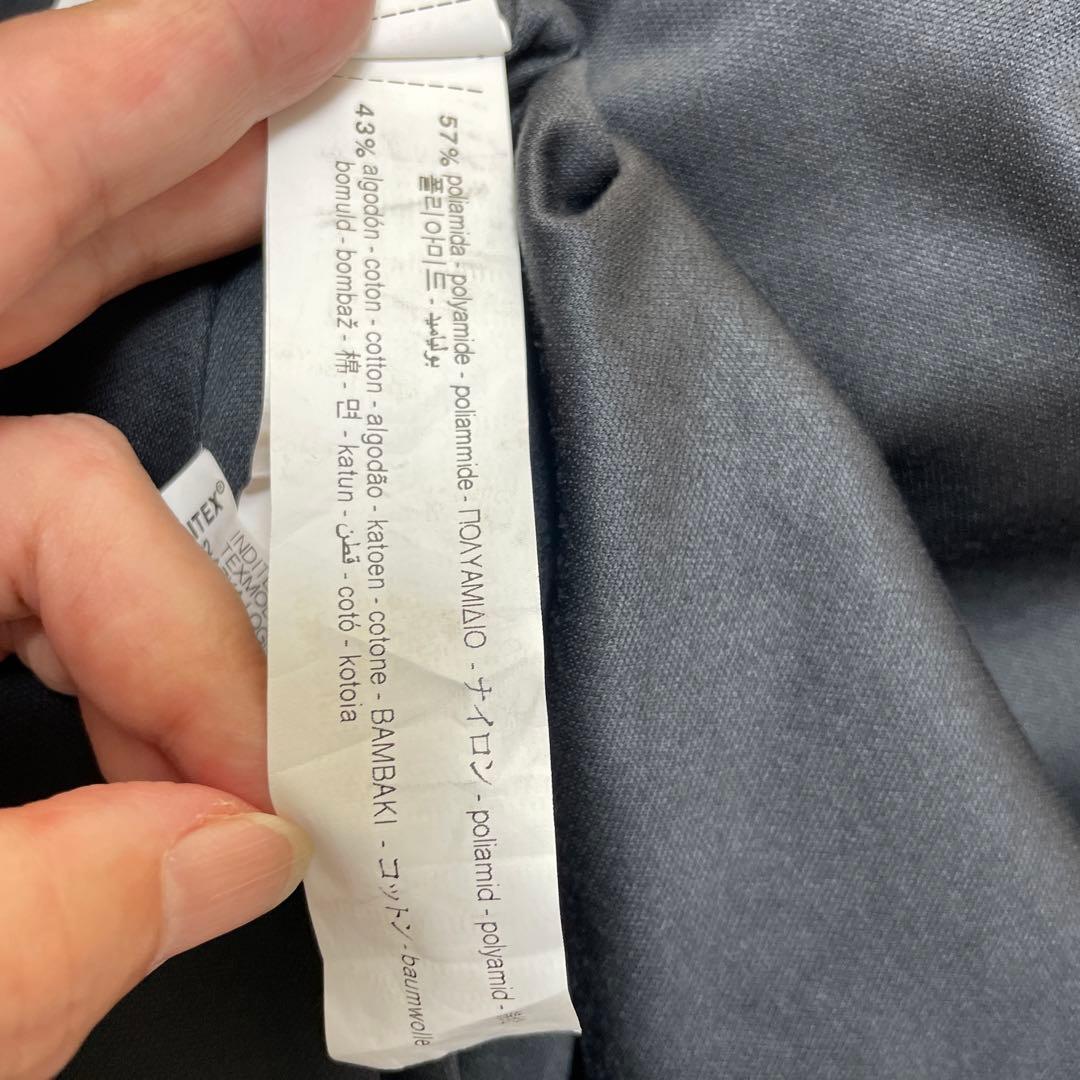 57% poliamida - polyamide - poliammide - ΠΟΛΥΑΜΙΔΙΟ - ナイロン - poliamid - polyamid -
폴리아미드 - بولياميد
43% algodón - coton - cotton - algodão - katoen - cotone - BAMBAKI - コットン - baumwolle
bomuld - bombaž - 棉 - 면 - katun - قطن - cotó - kotoia